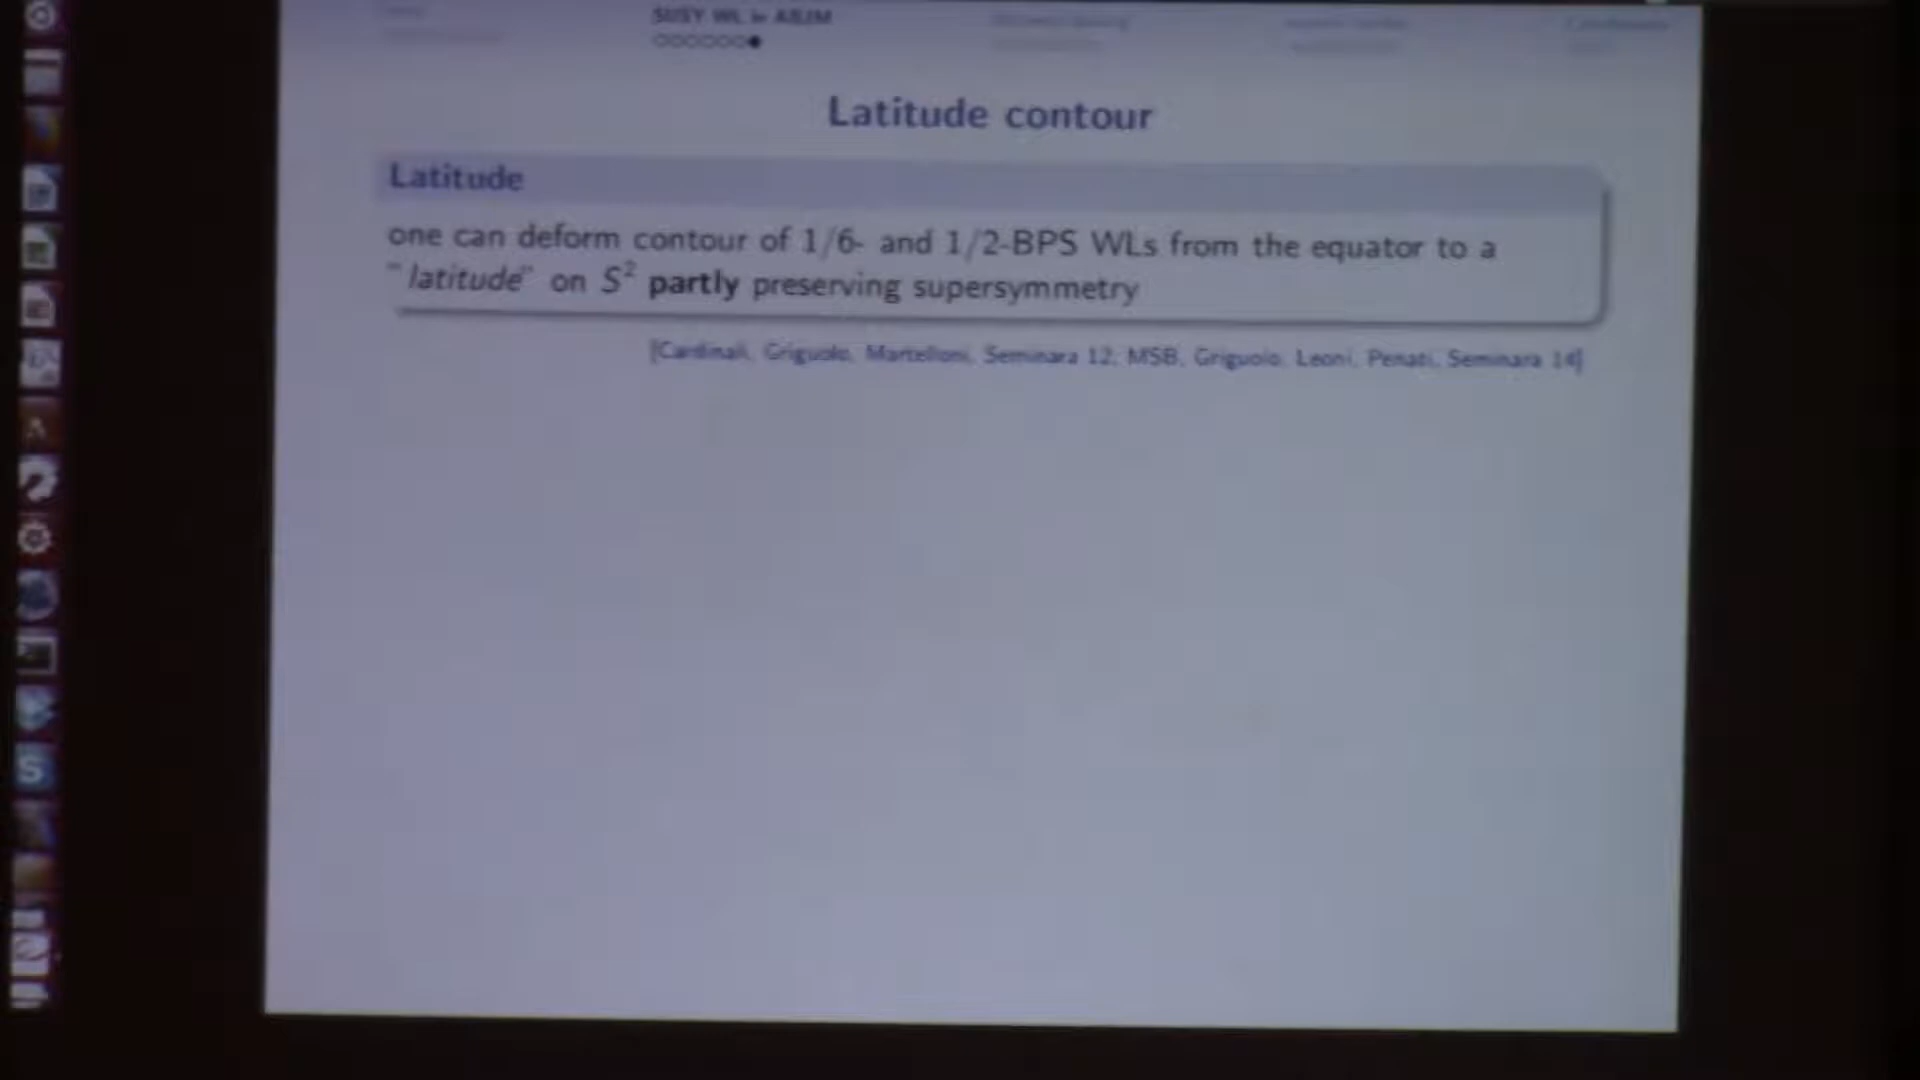 SUSY WL in ABJM
Latitude contour
Latitude
one can deform contour of 1/6- and 1/2-BPS WLs from the equator to a
"latitude" on S² partly preserving supersymmetry
[Cardinali, Griguolo, Martelloni, Seminara 12; MSB, Griguolo, Leoni, Penati, Seminara 14]